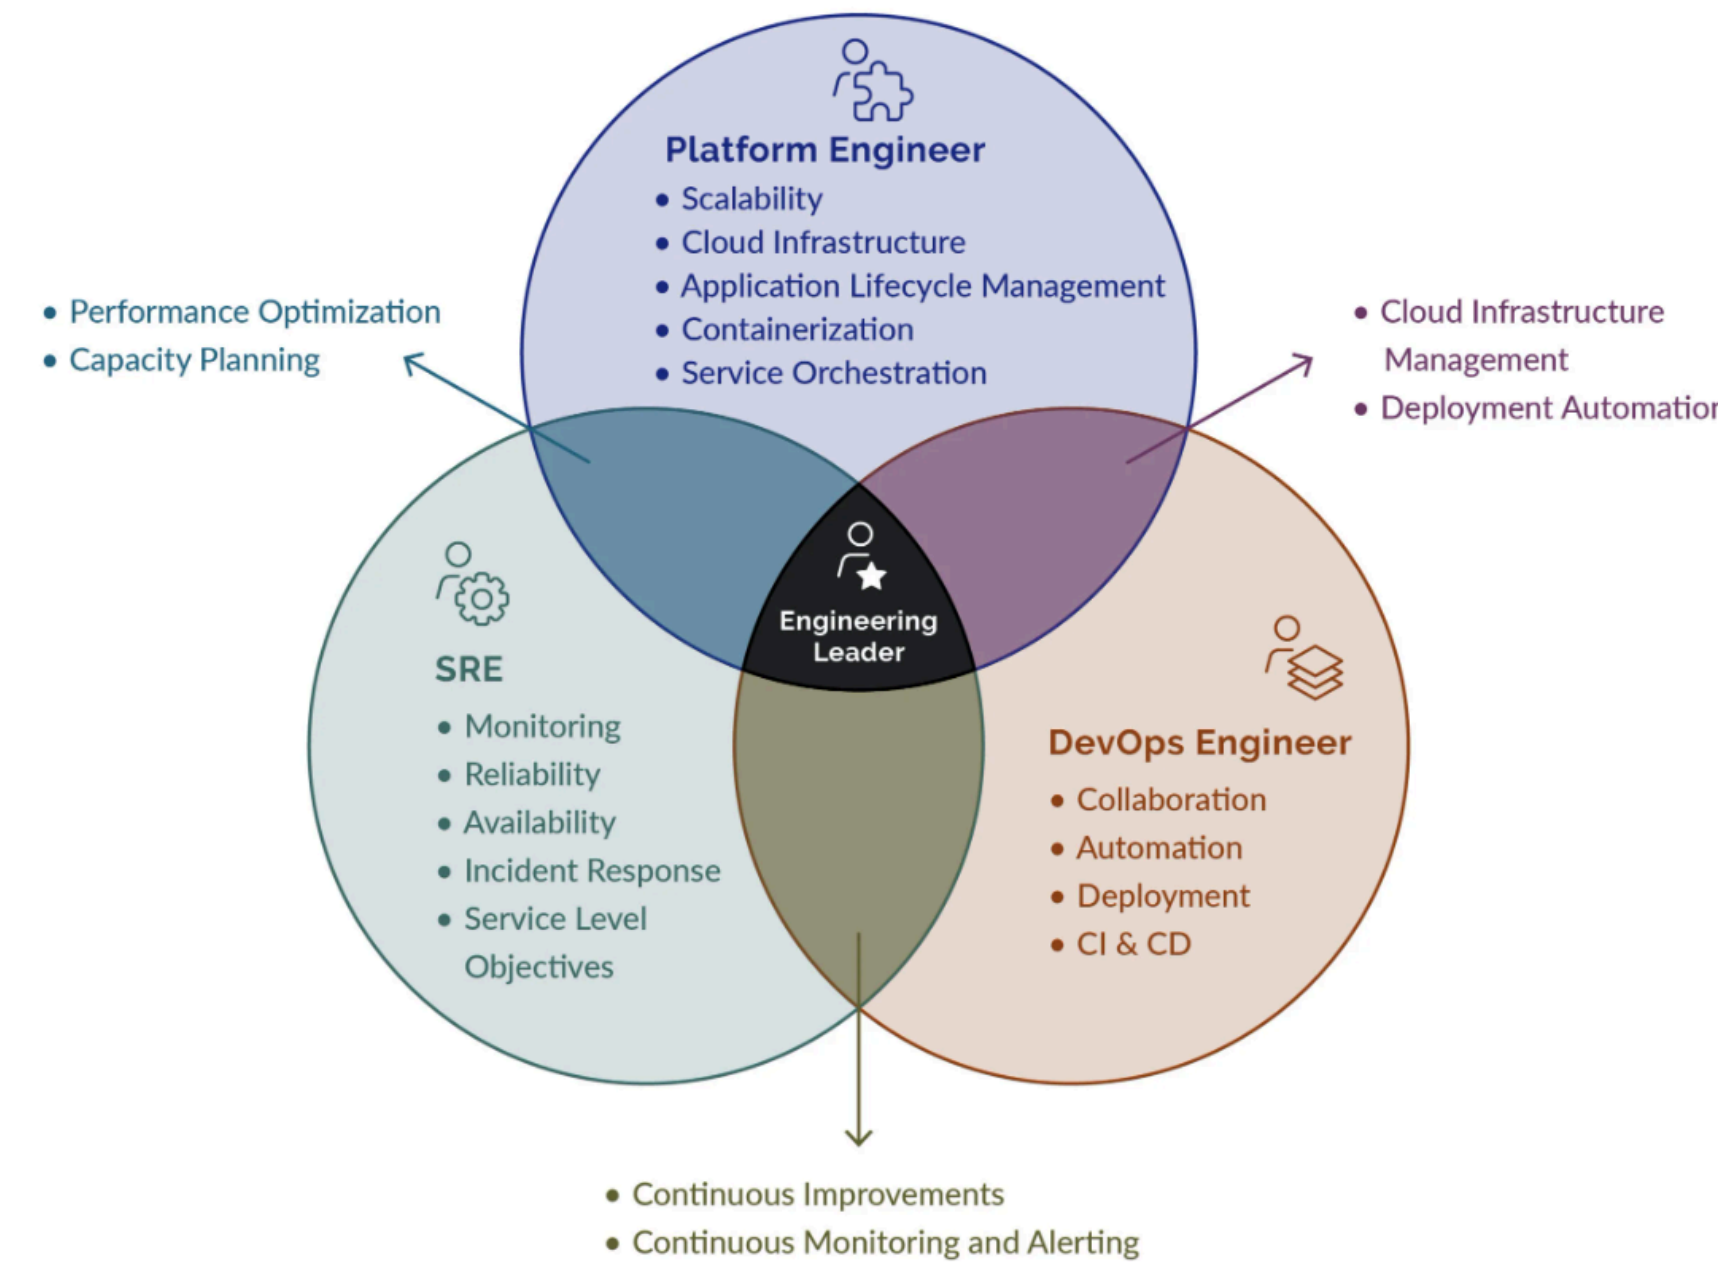 Platform Engineer
• Scalability
• Cloud Infrastructure
• Application Lifecycle Management
• Containerization
• Service Orchestration
• Performance Optimization
• Capacity Planning
• Cloud Infrastructure
Management
• Deployment Automation
Engineering
Leader
SRE
• Monitoring
• Reliability
• Availability
• Incident Response
• Service Level
Objectives
DevOps Engineer
• Collaboration
• Automation
• Deployment
• CI & CD
• Continuous Improvements
• Continuous Monitoring and Alerting